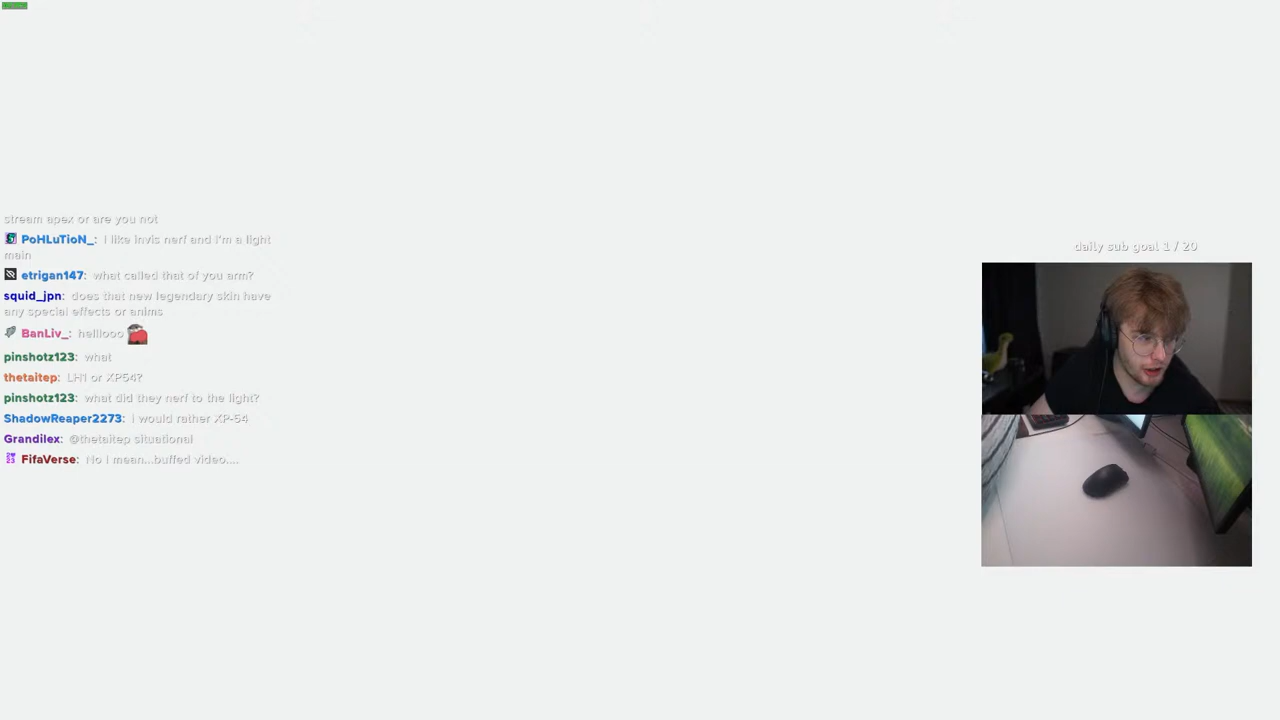 stream apex or are you not
PoHLuTioN_: I like invis nerf and I'm a light
main
etrigan147: what called that of you arm?
squid_jpn: does that new legendary skin have
any special effects or anims
BanLiv_: hellooo
pinshotz123: what
thetaitep: LH1 or XP54?
pinshotz123: what did they nerf to the light?
ShadowReaper2273: I would rather XP-54
Grandilex: @thetaitep situational
FifaVerse: No I mean...buffed video....
daily sub goal 1 / 20